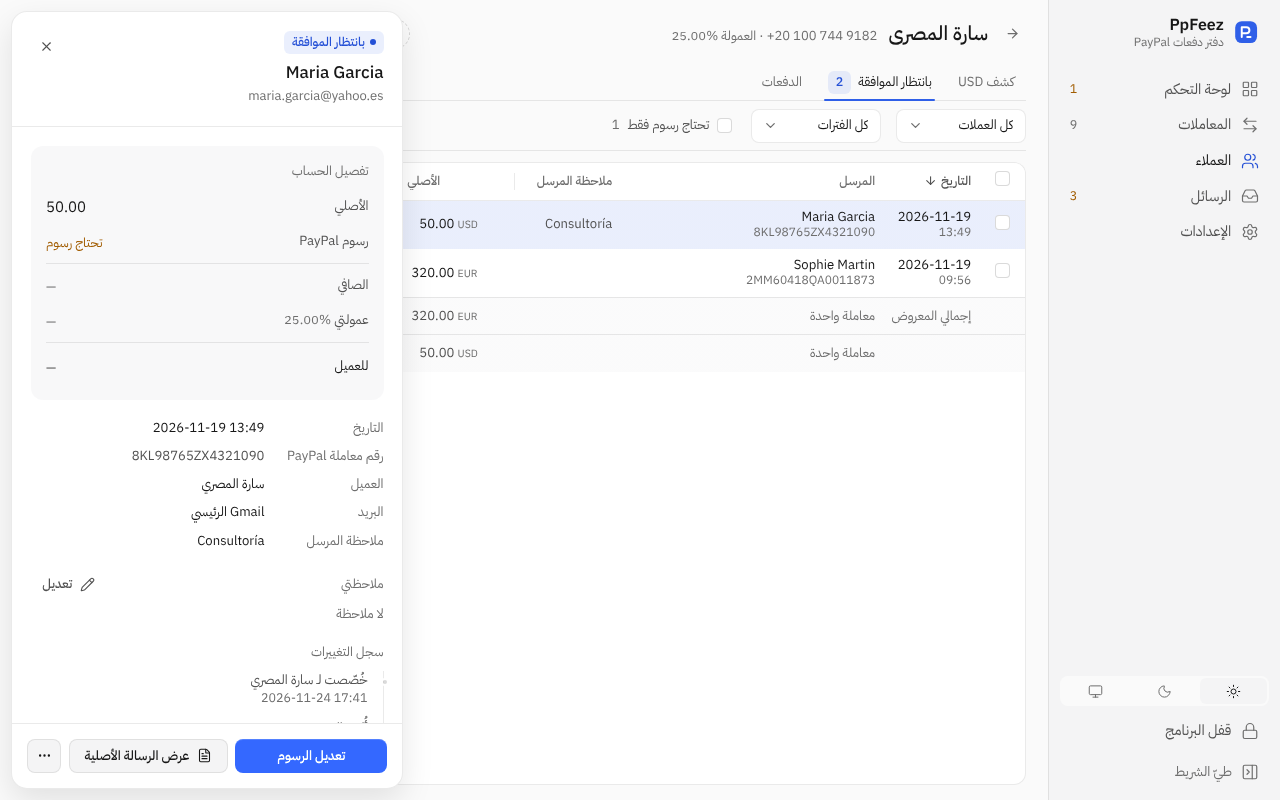 PpFeez
دفتر دفعات PayPal
لوحة التحكم 1
المعاملات 9
العملاء
الرسائل 3
الإعدادات
قفل البرنامج
طيّ الشريط
سارة المصري
+20 100 744 9182 · العمولة 25.00%
كشف USD
بانتظار الموافقة 2
الدفعات
كل العملات
كل الفترات
تحتاج رسوم فقط 1
التاريخ المرسل ملاحظة المرسل الأصلي
2026-11-19 Maria Garcia Consultoría 50.00 USD
13:49 8KL98765ZX4321090
2026-11-19 Sophie Martin 320.00 EUR
09:56 2MM60418QA0011873
إجمالي المعروض معاملة واحدة 320.00 EUR
معاملة واحدة 50.00 USD
بانتظار الموافقة
Maria Garcia
maria.garcia@yahoo.es
تفصيل الحساب
الأصلي 50.00
رسوم PayPal تحتاج رسوم
الصافي –
عمولتي 25.00% –
للعميل –
التاريخ 2026-11-19 13:49
رقم معاملة PayPal 8KL98765ZX4321090
العميل سارة المصري
البريد Gmail الرئيسي
ملاحظة المرسل Consultoría
ملاحظتي تعديل
لا ملاحظة
سجل التغييرات
خُصّصت لـ سارة المصري
2026-11-24 17:41
تعديل الرسوم
عرض الرسالة الأصلية